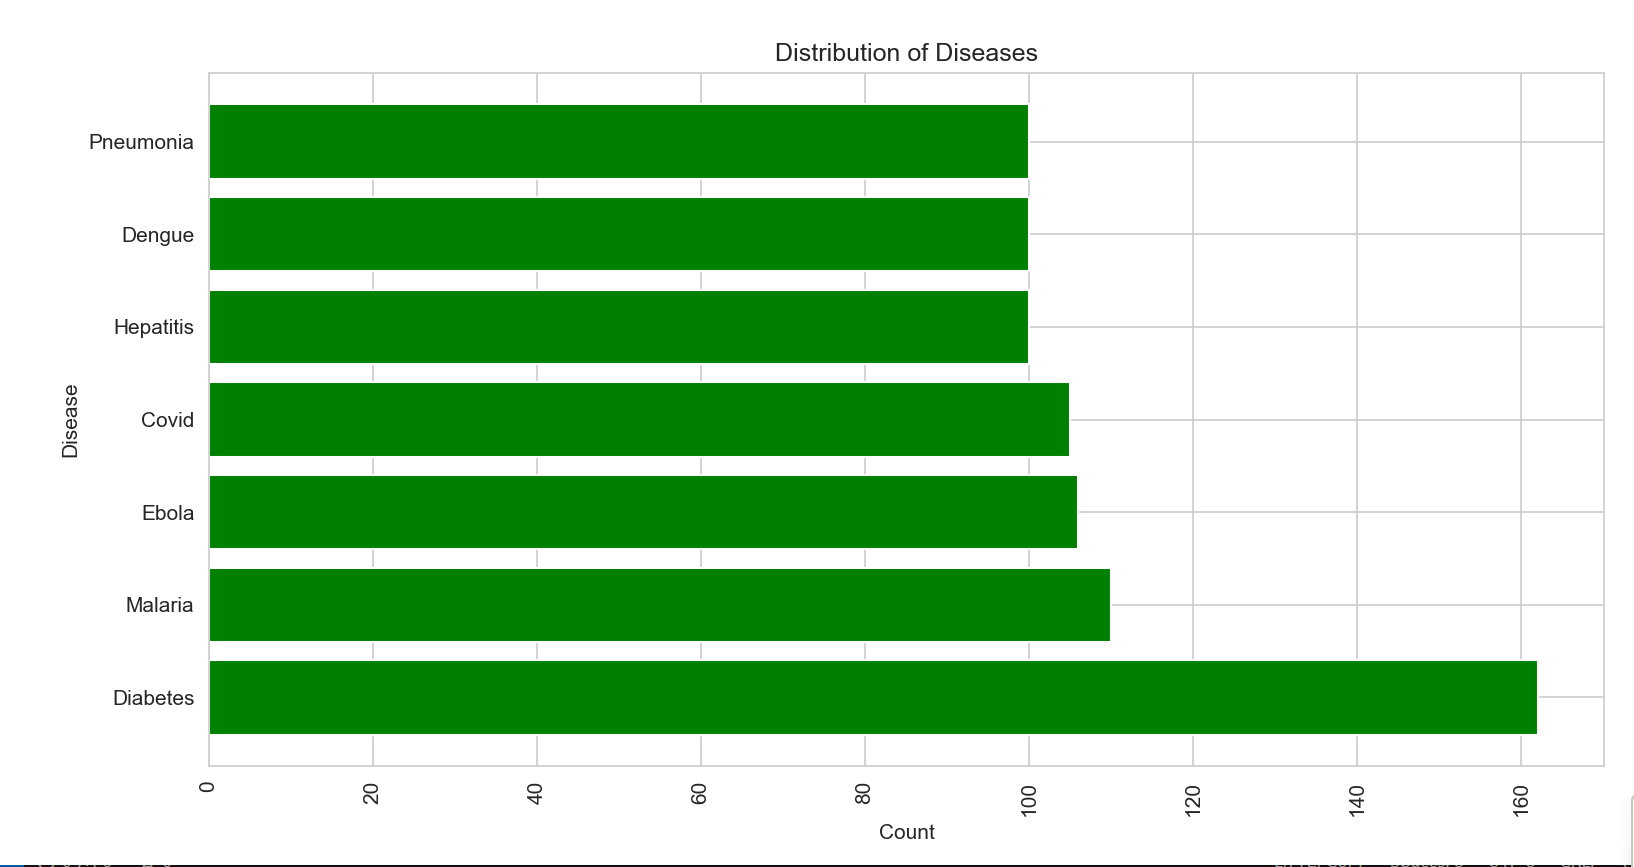 Distribution of Diseases
Pneumonia
Dengue
Hepatitis
Covid
Ebola
Malaria
Diabetes
Disease
0 20 40 60 80 100 120 140 160
Count